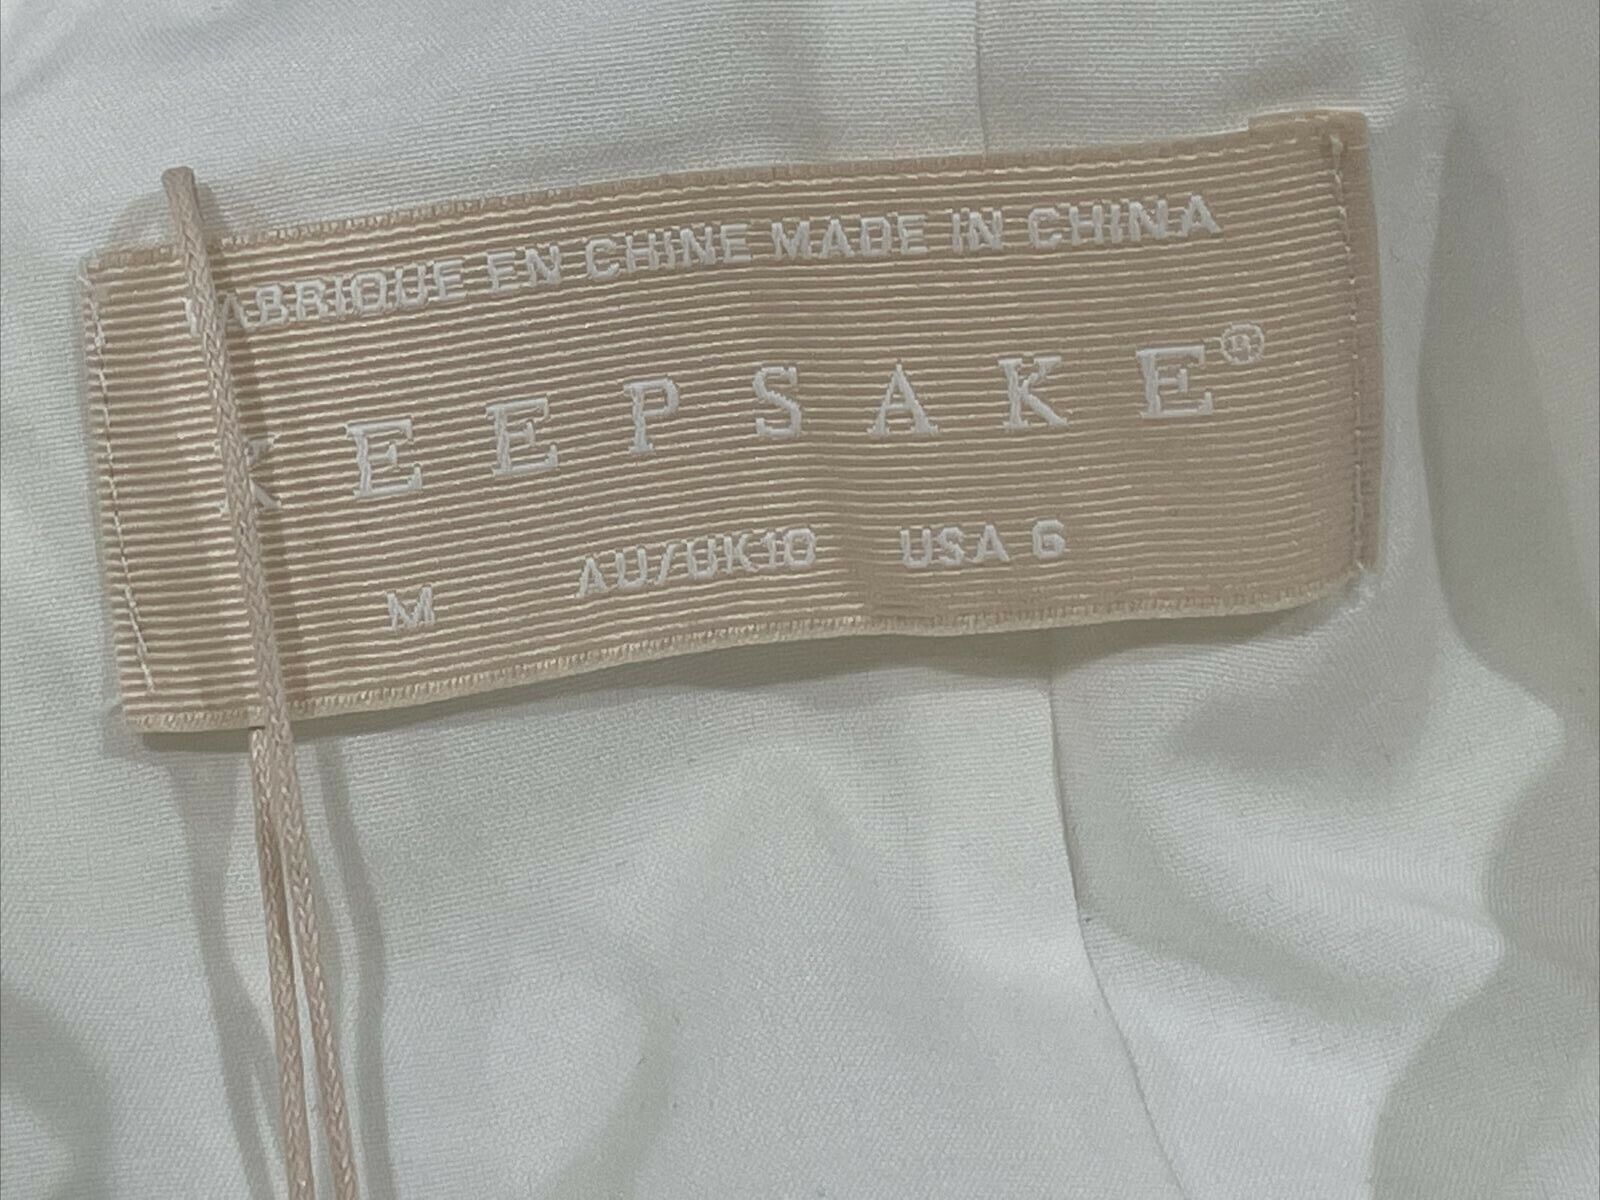 FABRIQUE EN CHINE MADE IN CHINA
KEEPSAKE®
M AU/UK10 USA 6